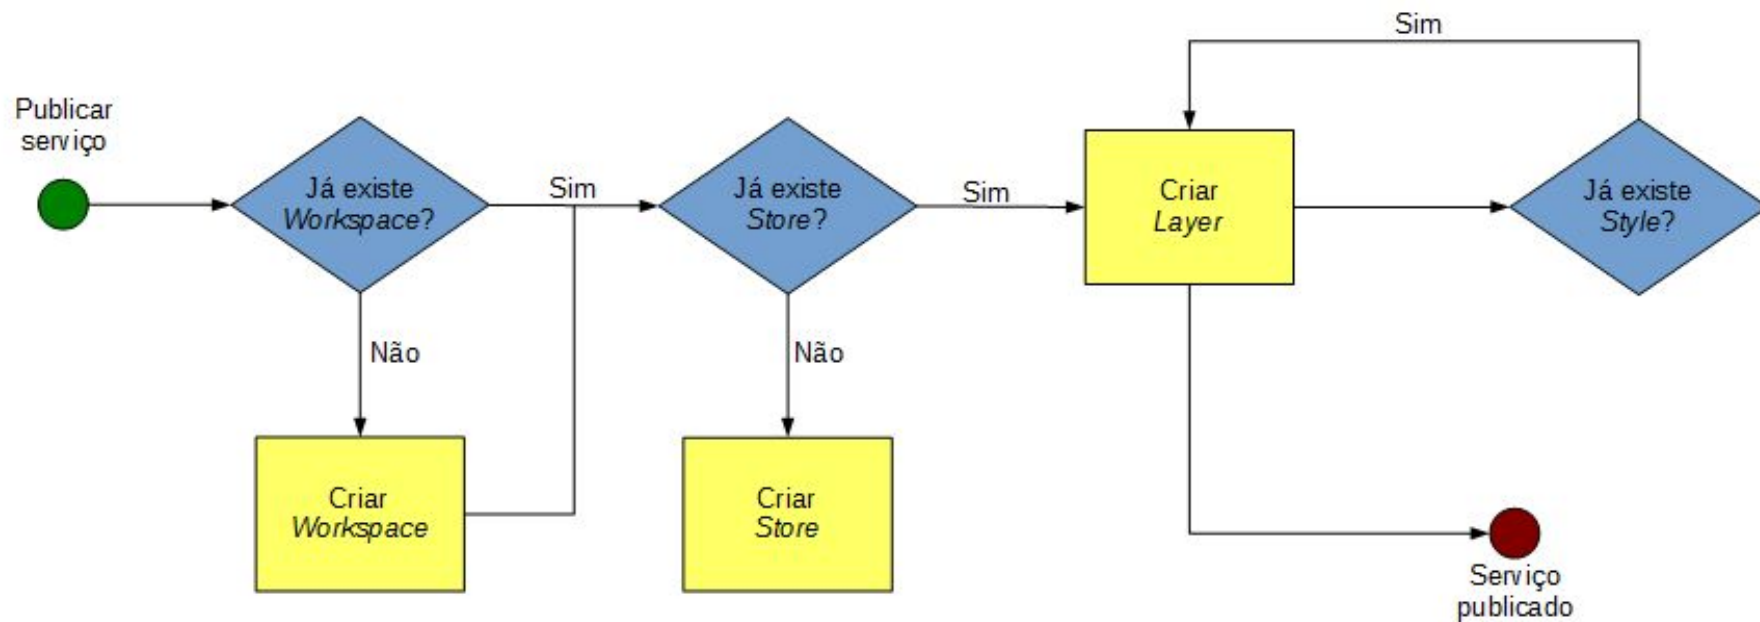 Publicar
serviço
Já existe
Workspace?
Sim
Não
Criar
Workspace
Já existe
Store?
Sim
Não
Criar
Store
Criar
Layer
Sim
Já existe
Style?
Serviço
publicado